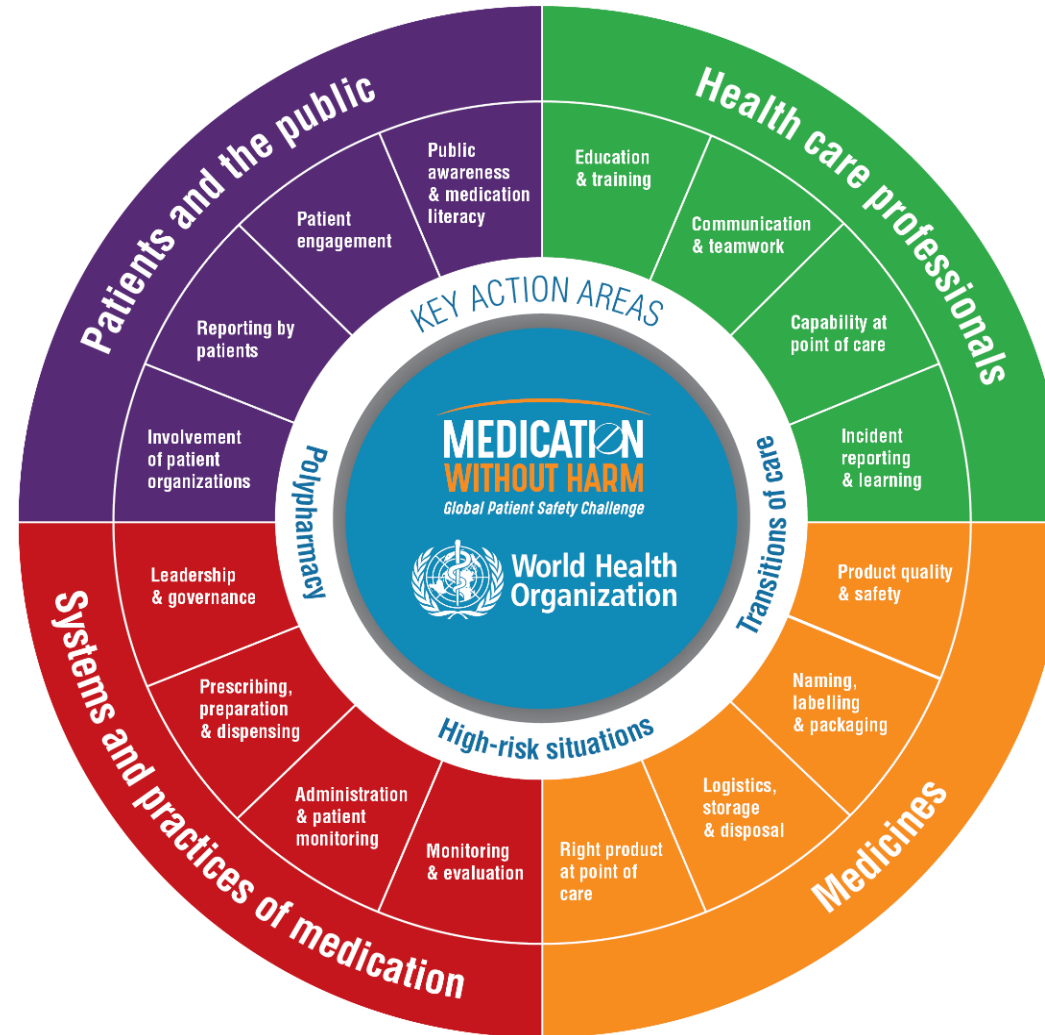 Patients and the public
Public
awareness
& medication
literacy
Patient
engagement
Reporting by
patients
Involvement
of patient
organizations
Health care professionals
Education
& training
Communication
& teamwork
Capability at
point of care
Incident
reporting
& learning
Medicines
Product quality
& safety
Naming,
labelling
& packaging
Logistics,
storage
& disposal
Right product
at point of
care
Systems and practices of medication
Leadership
& governance
Prescribing,
preparation
& dispensing
Administration
& patient
monitoring
Monitoring
& evaluation
KEY ACTION AREAS
Polypharmacy
Transitions of care
High-risk situations
MEDICATION
WITHOUT HARM
Global Patient Safety Challenge
World Health
Organization